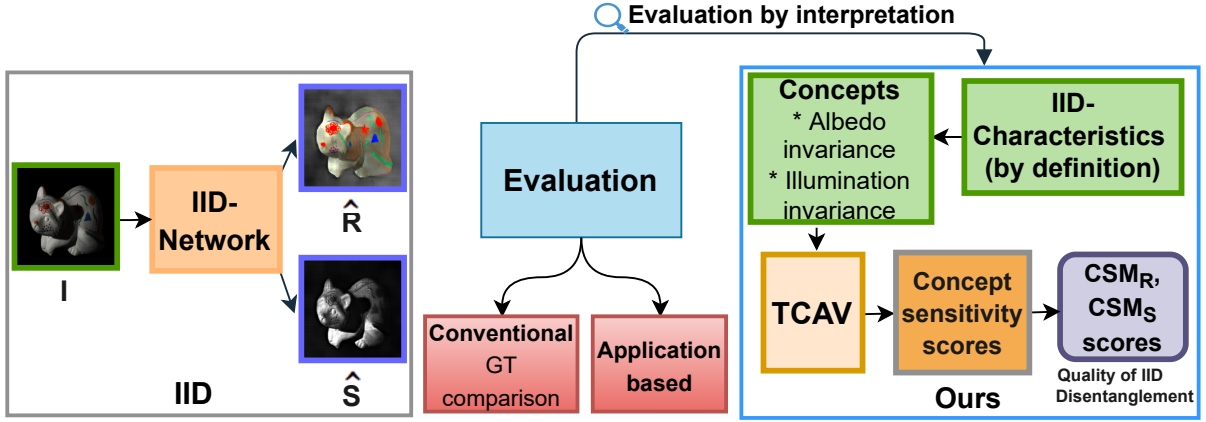 Evaluation by interpretation
I
IID-
Network
R̂
Ŝ
IID
Evaluation
Conventional
GT
comparison
Application
based
Concepts
* Albedo
invariance
* Illumination
invariance
IID-
Characteristics
(by definition)
TCAV
Concept
sensitivity
scores
CSM_R,
CSM_S
scores
Quality of IID
Disentanglement
Ours